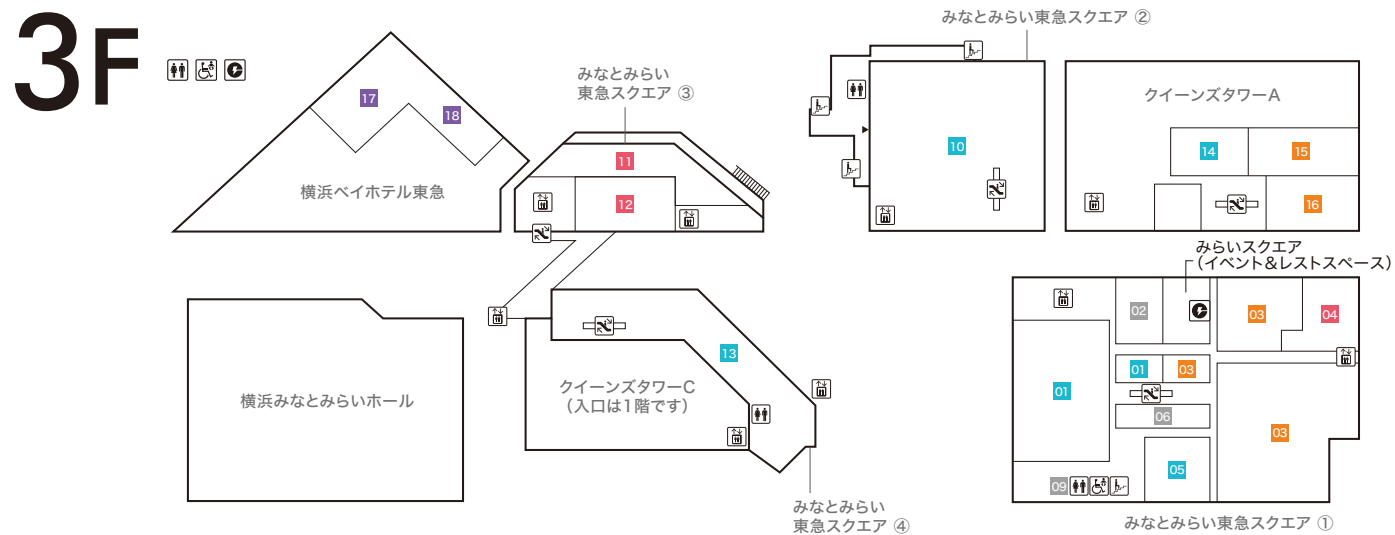 3F
みなとみらい東急スクエア ②
みなとみらい
東急スクエア ③
クイーンズタワーA
17
18
11
12
10
14
15
16
横浜ベイホテル東急
みらいスクエア
(イベント&レストスペース)
02
03
04
13
01
03
01
06
03
05
09
クイーンズタワーC
(入口は1階です)
横浜みなとみらいホール
みなとみらい
東急スクエア ④
みなとみらい東急スクエア ①